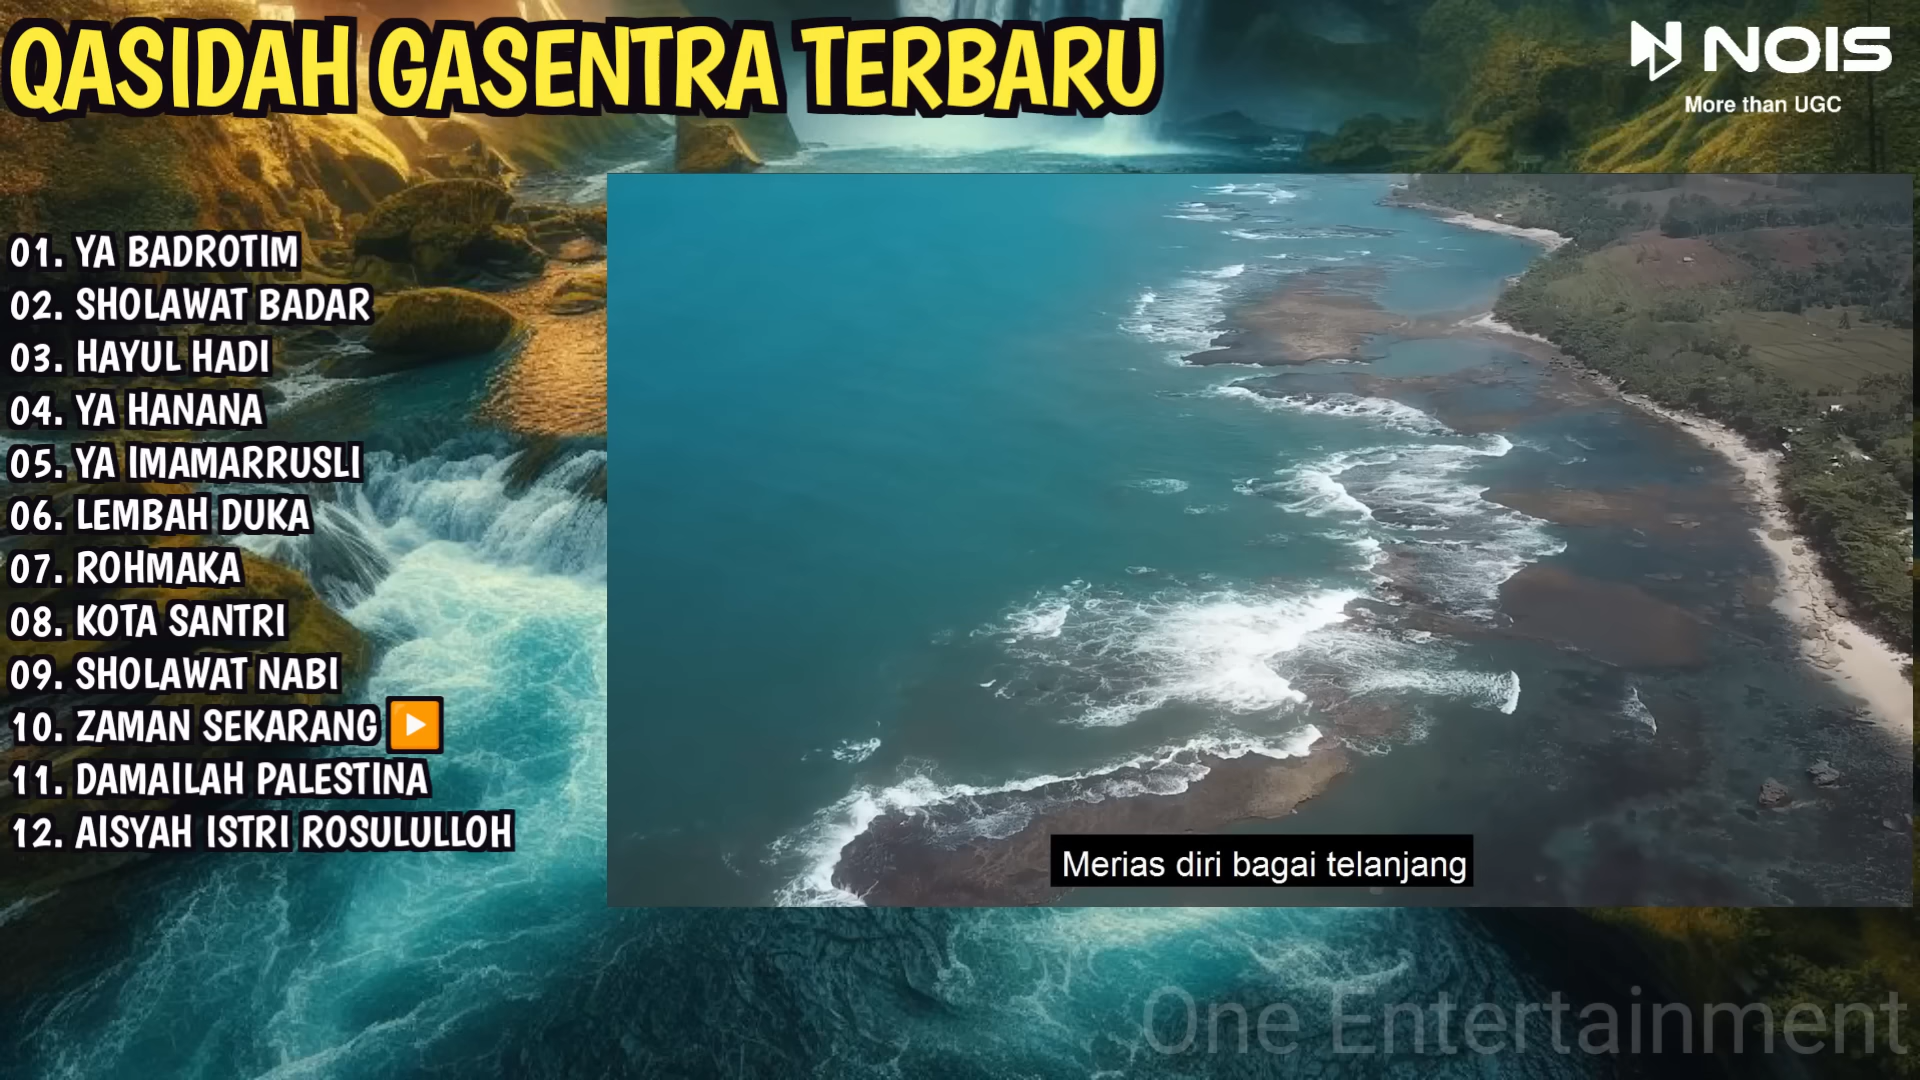 QASIDAH GASENTRA TERBARU
NOIS
More than UGC
01. YA BADROTIM
02. SHOLAWAT BADAR
03. HAYUL HADI
04. YA HANANA
05. YA IMAMARRUSLI
06. LEMBAH DUKA
07. ROHMAKA
08. KOTA SANTRI
09. SHOLAWAT NABI
10. ZAMAN SEKARANG
11. DAMAILAH PALESTINA
12. AISYAH ISTRI ROSULULLOH
Merias diri bagai telanjang
One Entertainment